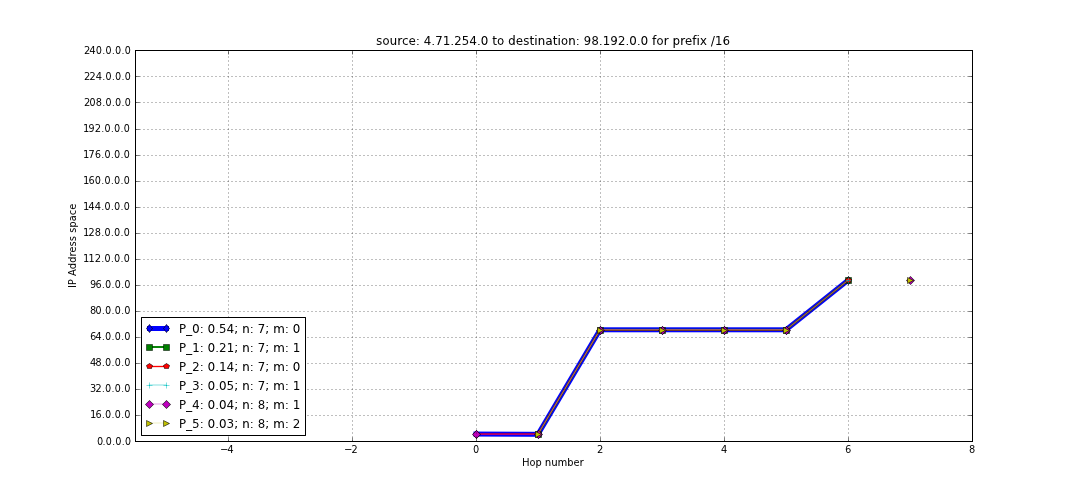 source: 4.71.254.0 to destination: 98.192.0.0 for prefix /16
240.0.0.0
224.0.0.0
208.0.0.0
192.0.0.0
176.0.0.0
160.0.0.0
144.0.0.0
128.0.0.0
112.0.0.0
96.0.0.0
80.0.0.0
64.0.0.0
48.0.0.0
32.0.0.0
16.0.0.0
0.0.0.0
IP Address space
P_0: 0.54; n: 7; m: 0
P_1: 0.21; n: 7; m: 1
P_2: 0.14; n: 7; m: 0
P_3: 0.05; n: 7; m: 1
P_4: 0.04; n: 8; m: 1
P_5: 0.03; n: 8; m: 2
−4 −2 0 2 4 6 8
Hop number